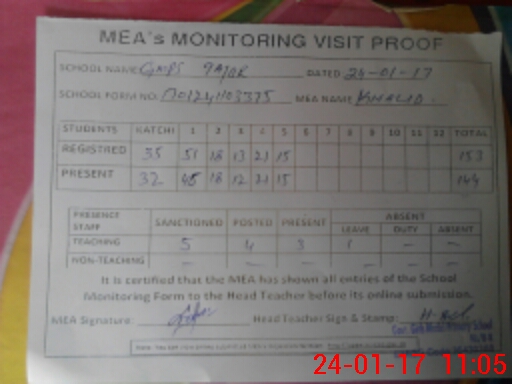 MEA's MONITORING VISIT PROOF
SCHOOL NAME GMPS DATED 24-01-17
SCHOOL FORM NO. MEA NAME KHALID.
STUDENTS KATCHI 1 2 3 4 5 6 7 8 9 10 11 12 TOTAL
REGISTRED 35 51 18 13 21 15 153
PRESENT 32 18 12 21 15 144
PRESENCE STAFF SANCTIONED POSTED PRESENT ABSENT
LEAVE DUTY ABSENT
TEACHING 5 4 3 1 - -
NON-TEACHING - - - - - -
It is certified that the MEA has shown all entries of the School
Monitoring Form to the Head Teacher before its online submission.
MEA Signature: Head Teacher Sign & Stamp:
24-01-17 11:05